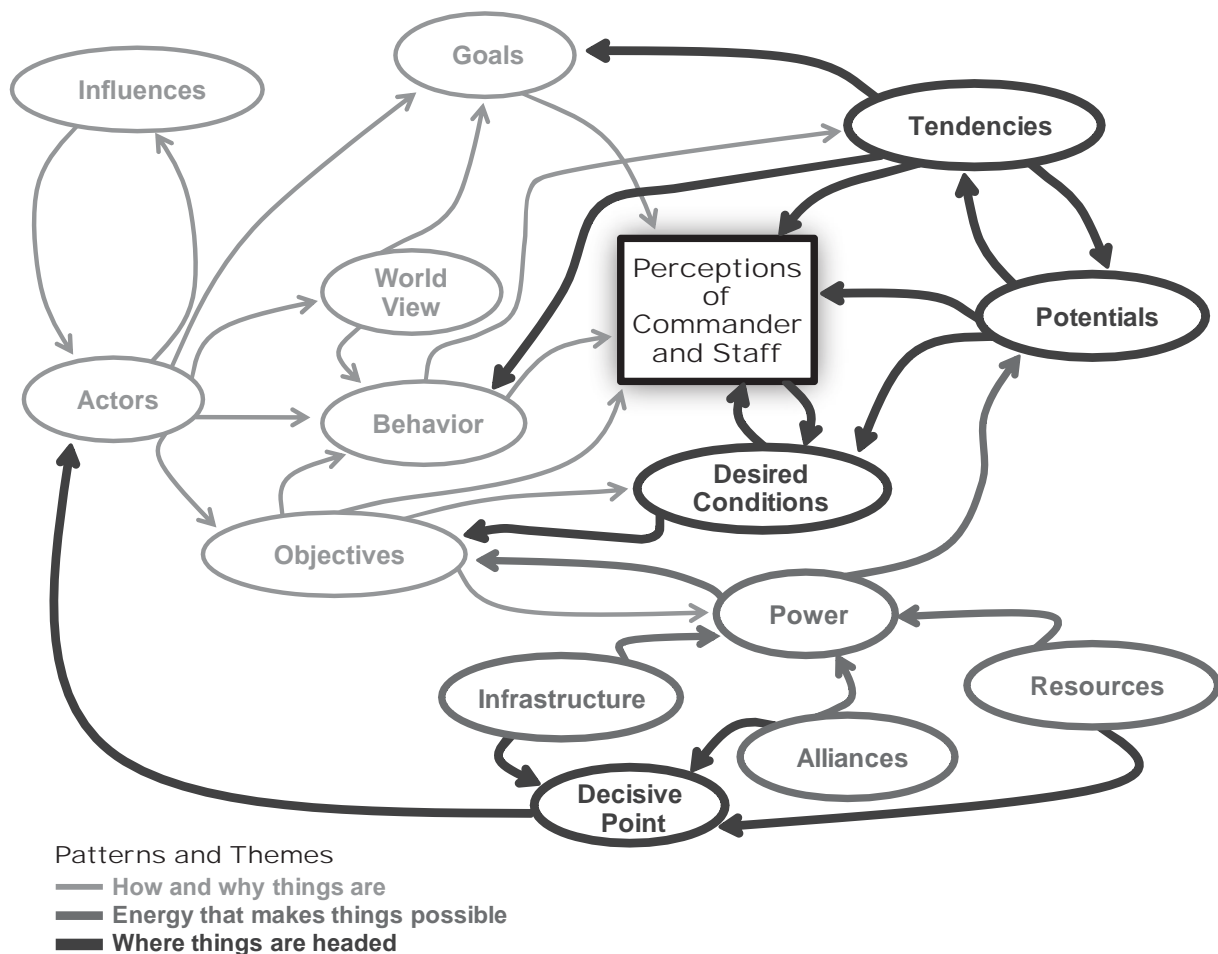 Goals
Influences
Tendencies
World
View
Perceptions
of
Commander
and Staff
Potentials
Actors
Behavior
Desired
Conditions
Objectives
Power
Infrastructure
Resources
Alliances
Decisive
Point
Patterns and Themes
How and why things are
Energy that makes things possible
Where things are headed